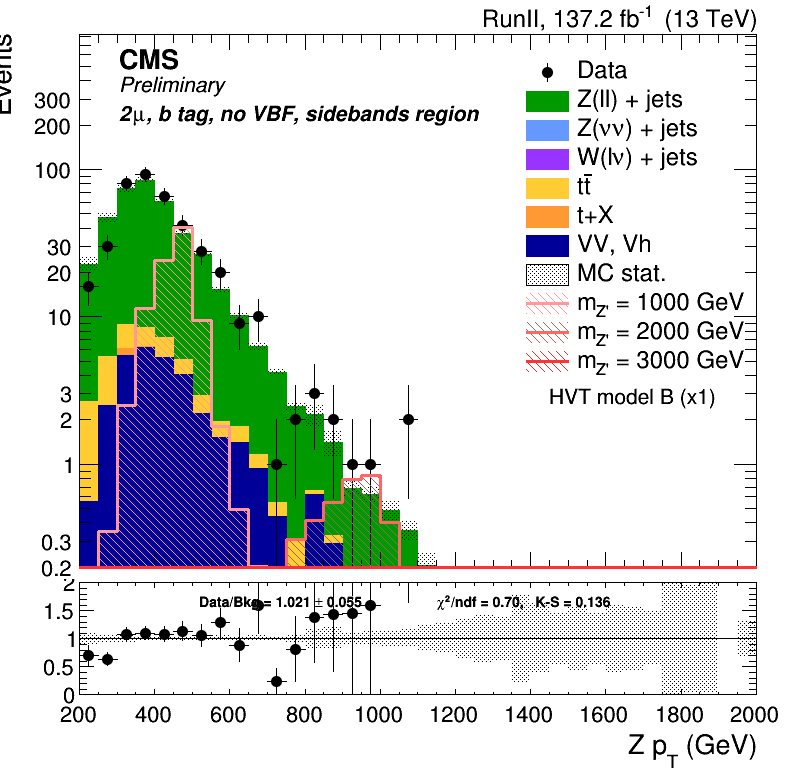 RunII, 137.2 fb-1 (13 TeV)
Events
CMS
Preliminary
2μ, b tag, no VBF, sidebands region
Data
Z(ll) + jets
Z(νν) + jets
W(lν) + jets
tt̄
t+X
VV, Vh
MC stat.
mZ' = 1000 GeV
mZ' = 2000 GeV
mZ' = 3000 GeV
HVT model B (x1)
300
200
100
30
20
10
3
2
1
0.3
0.2
Data/Bkg = 1.021 ± 0.055
χ²/ndf = 0.70, K-S = 0.136
2
1.5
1
0.5
0
200 400 600 800 1000 1200 1400 1600 1800 2000
Z pT (GeV)